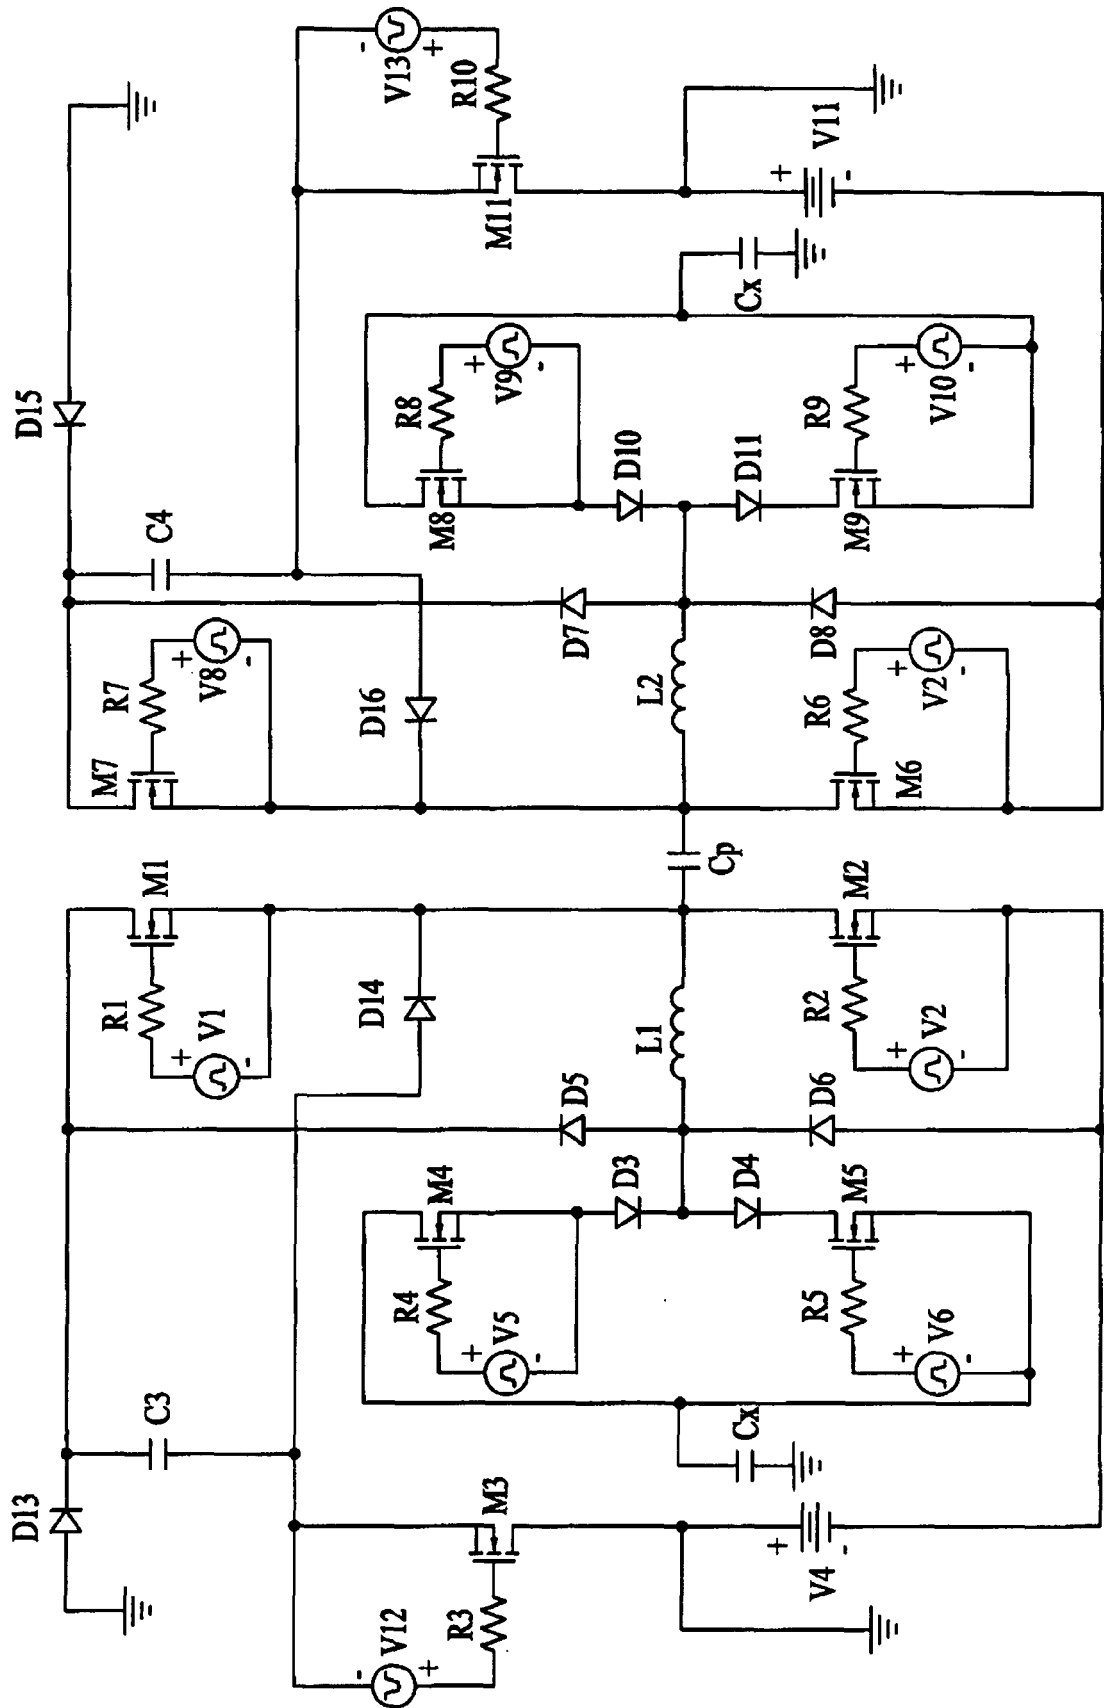 D15
V13
-
+
R10
C4
M11
V11
+
-
Cx
M7
R7
V8
+
-
D16
M8
R8
V9
+
-
D10
D11
M9
R9
V10
+
-
D7
D8
L2
M6
R6
V2
+
-
Cp
M1
R1
V1
+
-
D14
L1
M2
R2
V2
+
-
D5
D6
M4
R4
V5
+
-
D3
D4
M5
R5
V6
+
-
D13
C3
Cx
M3
R3
V12
-
+
V4
+
-